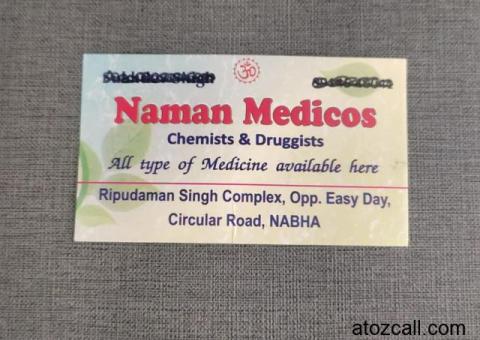 ॐ
Naman Medicos
Chemists & Druggists
All type of Medicine available here
Ripudaman Singh Complex, Opp. Easy Day,
Circular Road, NABHA
atozcall.com